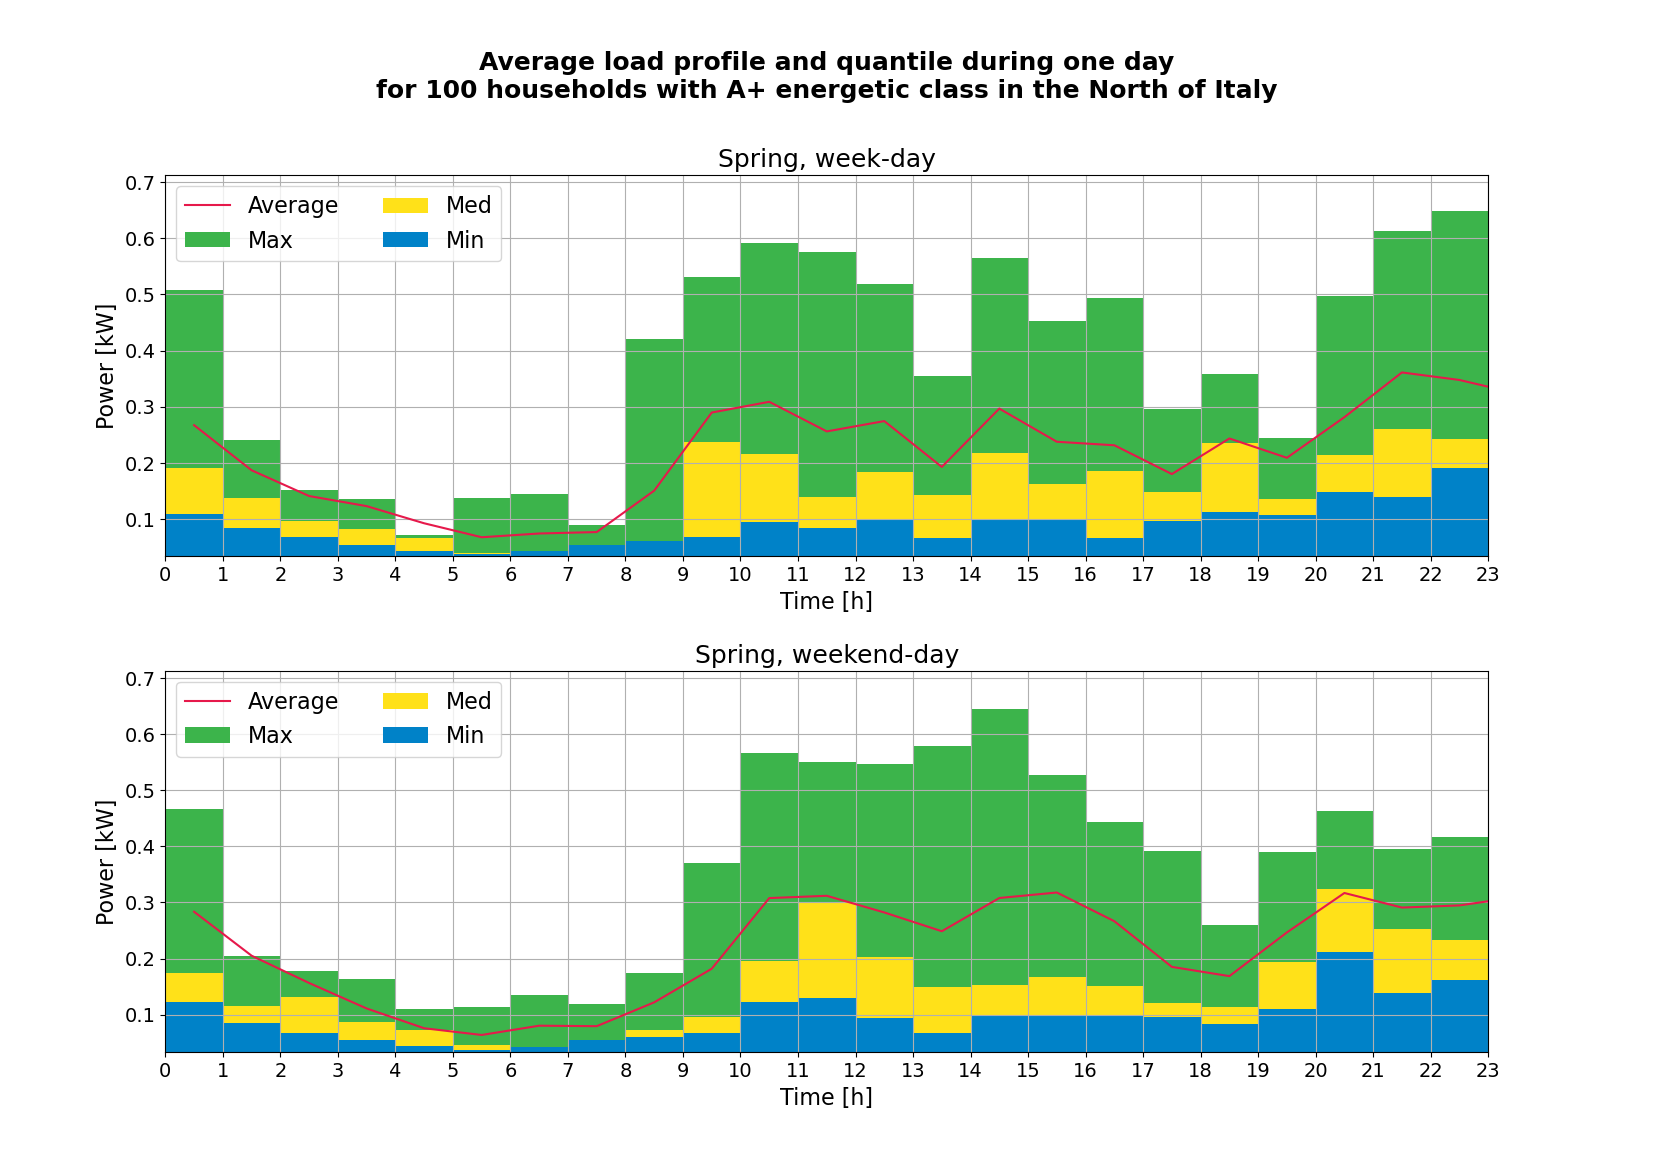 Average load profile and quantile during one day
for 100 households with A+ energetic class in the North of Italy
Spring, week-day
Average Med
Max Min
0.7
0.6
0.5
0.4
0.3
0.2
0.1
Power [kW]
0 1 2 3 4 5 6 7 8 9 10 11 12 13 14 15 16 17 18 19 20 21 22 23
Time [h]
Spring, weekend-day
Average Med
Max Min
0.7
0.6
0.5
0.4
0.3
0.2
0.1
Power [kW]
0 1 2 3 4 5 6 7 8 9 10 11 12 13 14 15 16 17 18 19 20 21 22 23
Time [h]